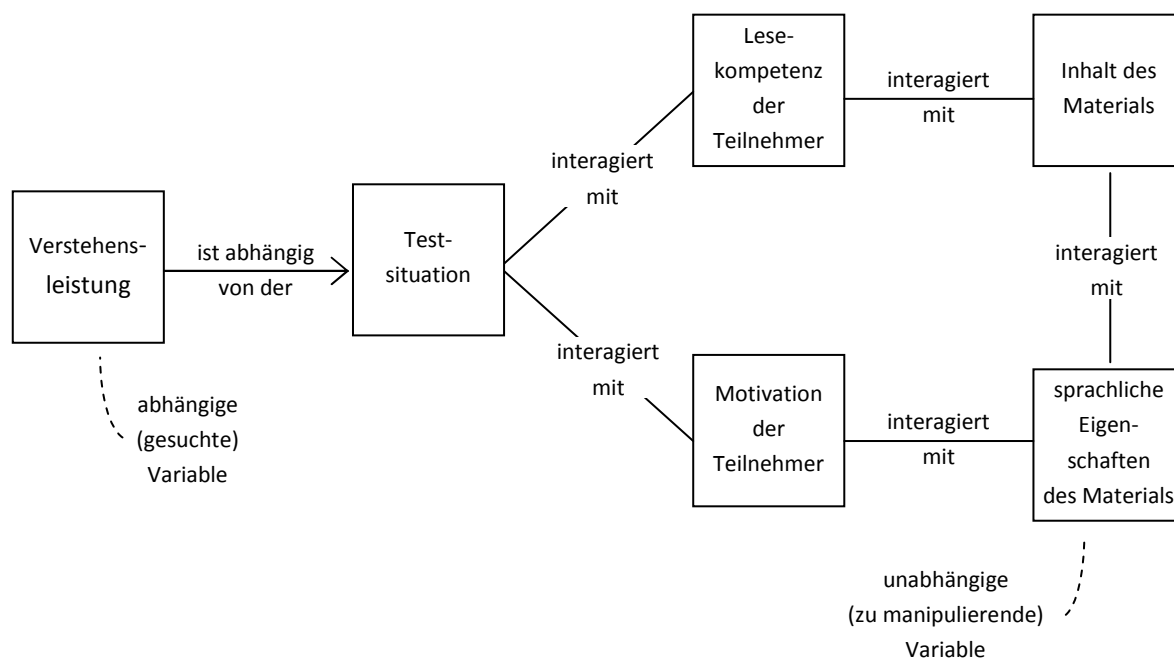 Verstehens-
leistung
ist abhängig
von der
Test-
situation
interagiert
mit
Lese-
kompetenz
der
Teilnehmer
interagiert
mit
Inhalt des
Materials
interagiert
mit
interagiert
mit
Motivation
der
Teilnehmer
interagiert
mit
sprachliche
Eigen-
schaften
des Materials
abhängige
(gesuchte)
Variable
unabhängige
(zu manipulierende)
Variable